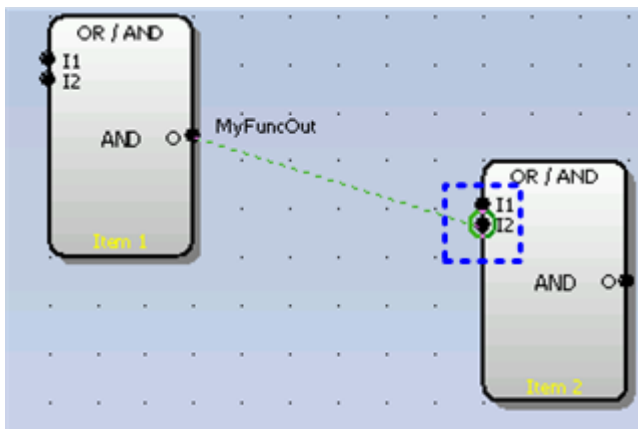 OR / AND
I1
I2
AND
MyFuncOut
Item 1
OR / AND
I1
I2
AND
Item 2